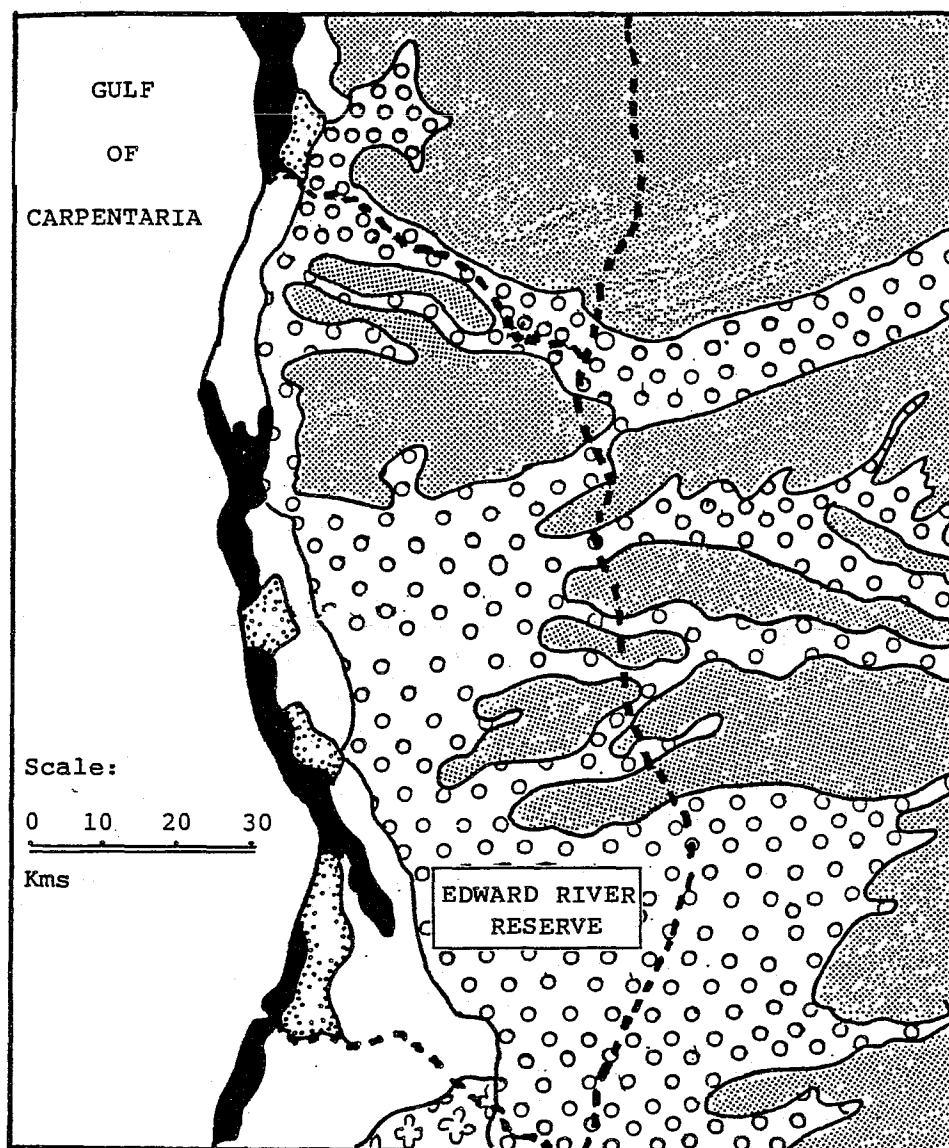 GULF
OF
CARPENTARIA
Scale:
0 10 20 30
Kms
EDWARD RIVER
RESERVE